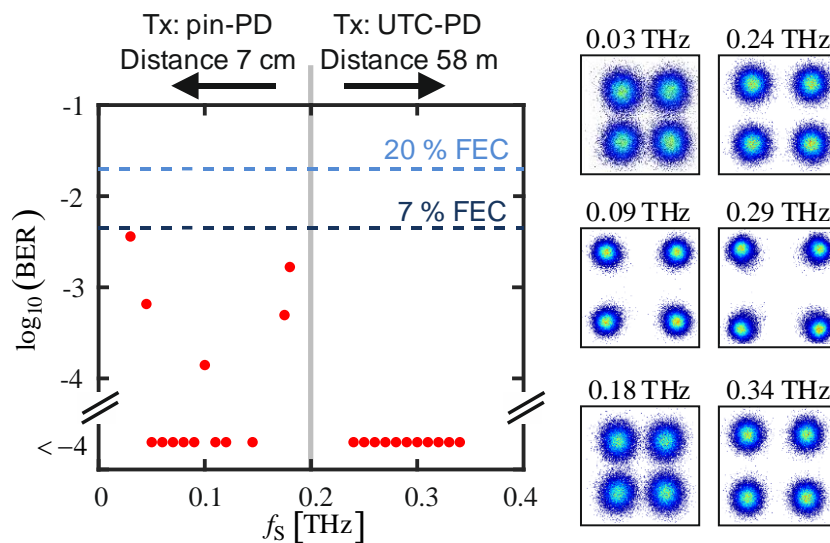 Tx: pin-PD
Distance 7 cm
Tx: UTC-PD
Distance 58 m
-1
-2
-3
-4
< −4
log10(BER)
20 % FEC
7 % FEC
0
0.1
0.2
0.3
0.4
fS [THz]
0.03 THz
0.24 THz
0.09 THz
0.29 THz
0.18 THz
0.34 THz